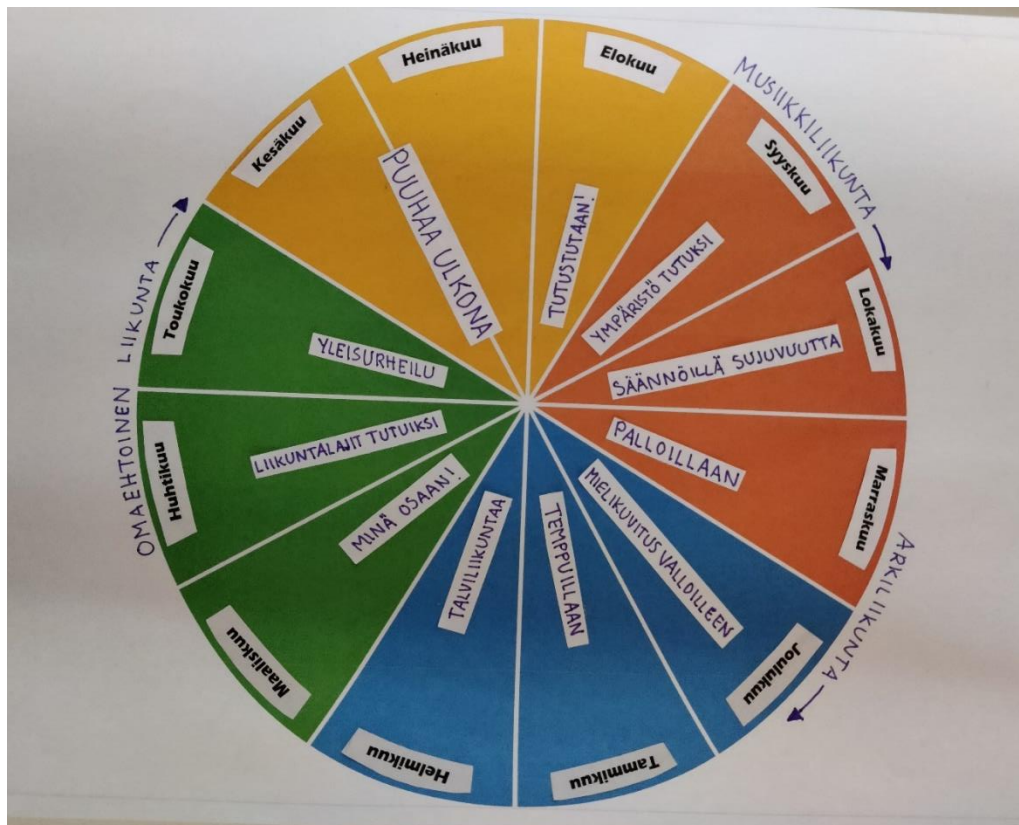 Heinäkuu
Elokuu
MUSIIKKILIIKUNTA
Kesäkuu
Syyskuu
PUUHAA ULKONA
TUTUSTUTAAN!
YMPÄRISTÖ TUTUKSI
Lokakuu
SÄÄNNÖILLÄ SUJUVUUTTA
Toukokuu
YLEISURHEILU
OMAEHTOINEN LIIKUNTA
Huhtikuu
LIIKUNTALAJIT TUTUIKSI
PALLOILLAAN
Marraskuu
MINÄ OSAAN!
TALVILIIKUNTAA
TEMPPUILLAAN
MIELIKUVITUS VALLOILLEEN
ARKILIIKUNTA
Maaliskuu
Joulukuu
Helmikuu
Tammikuu